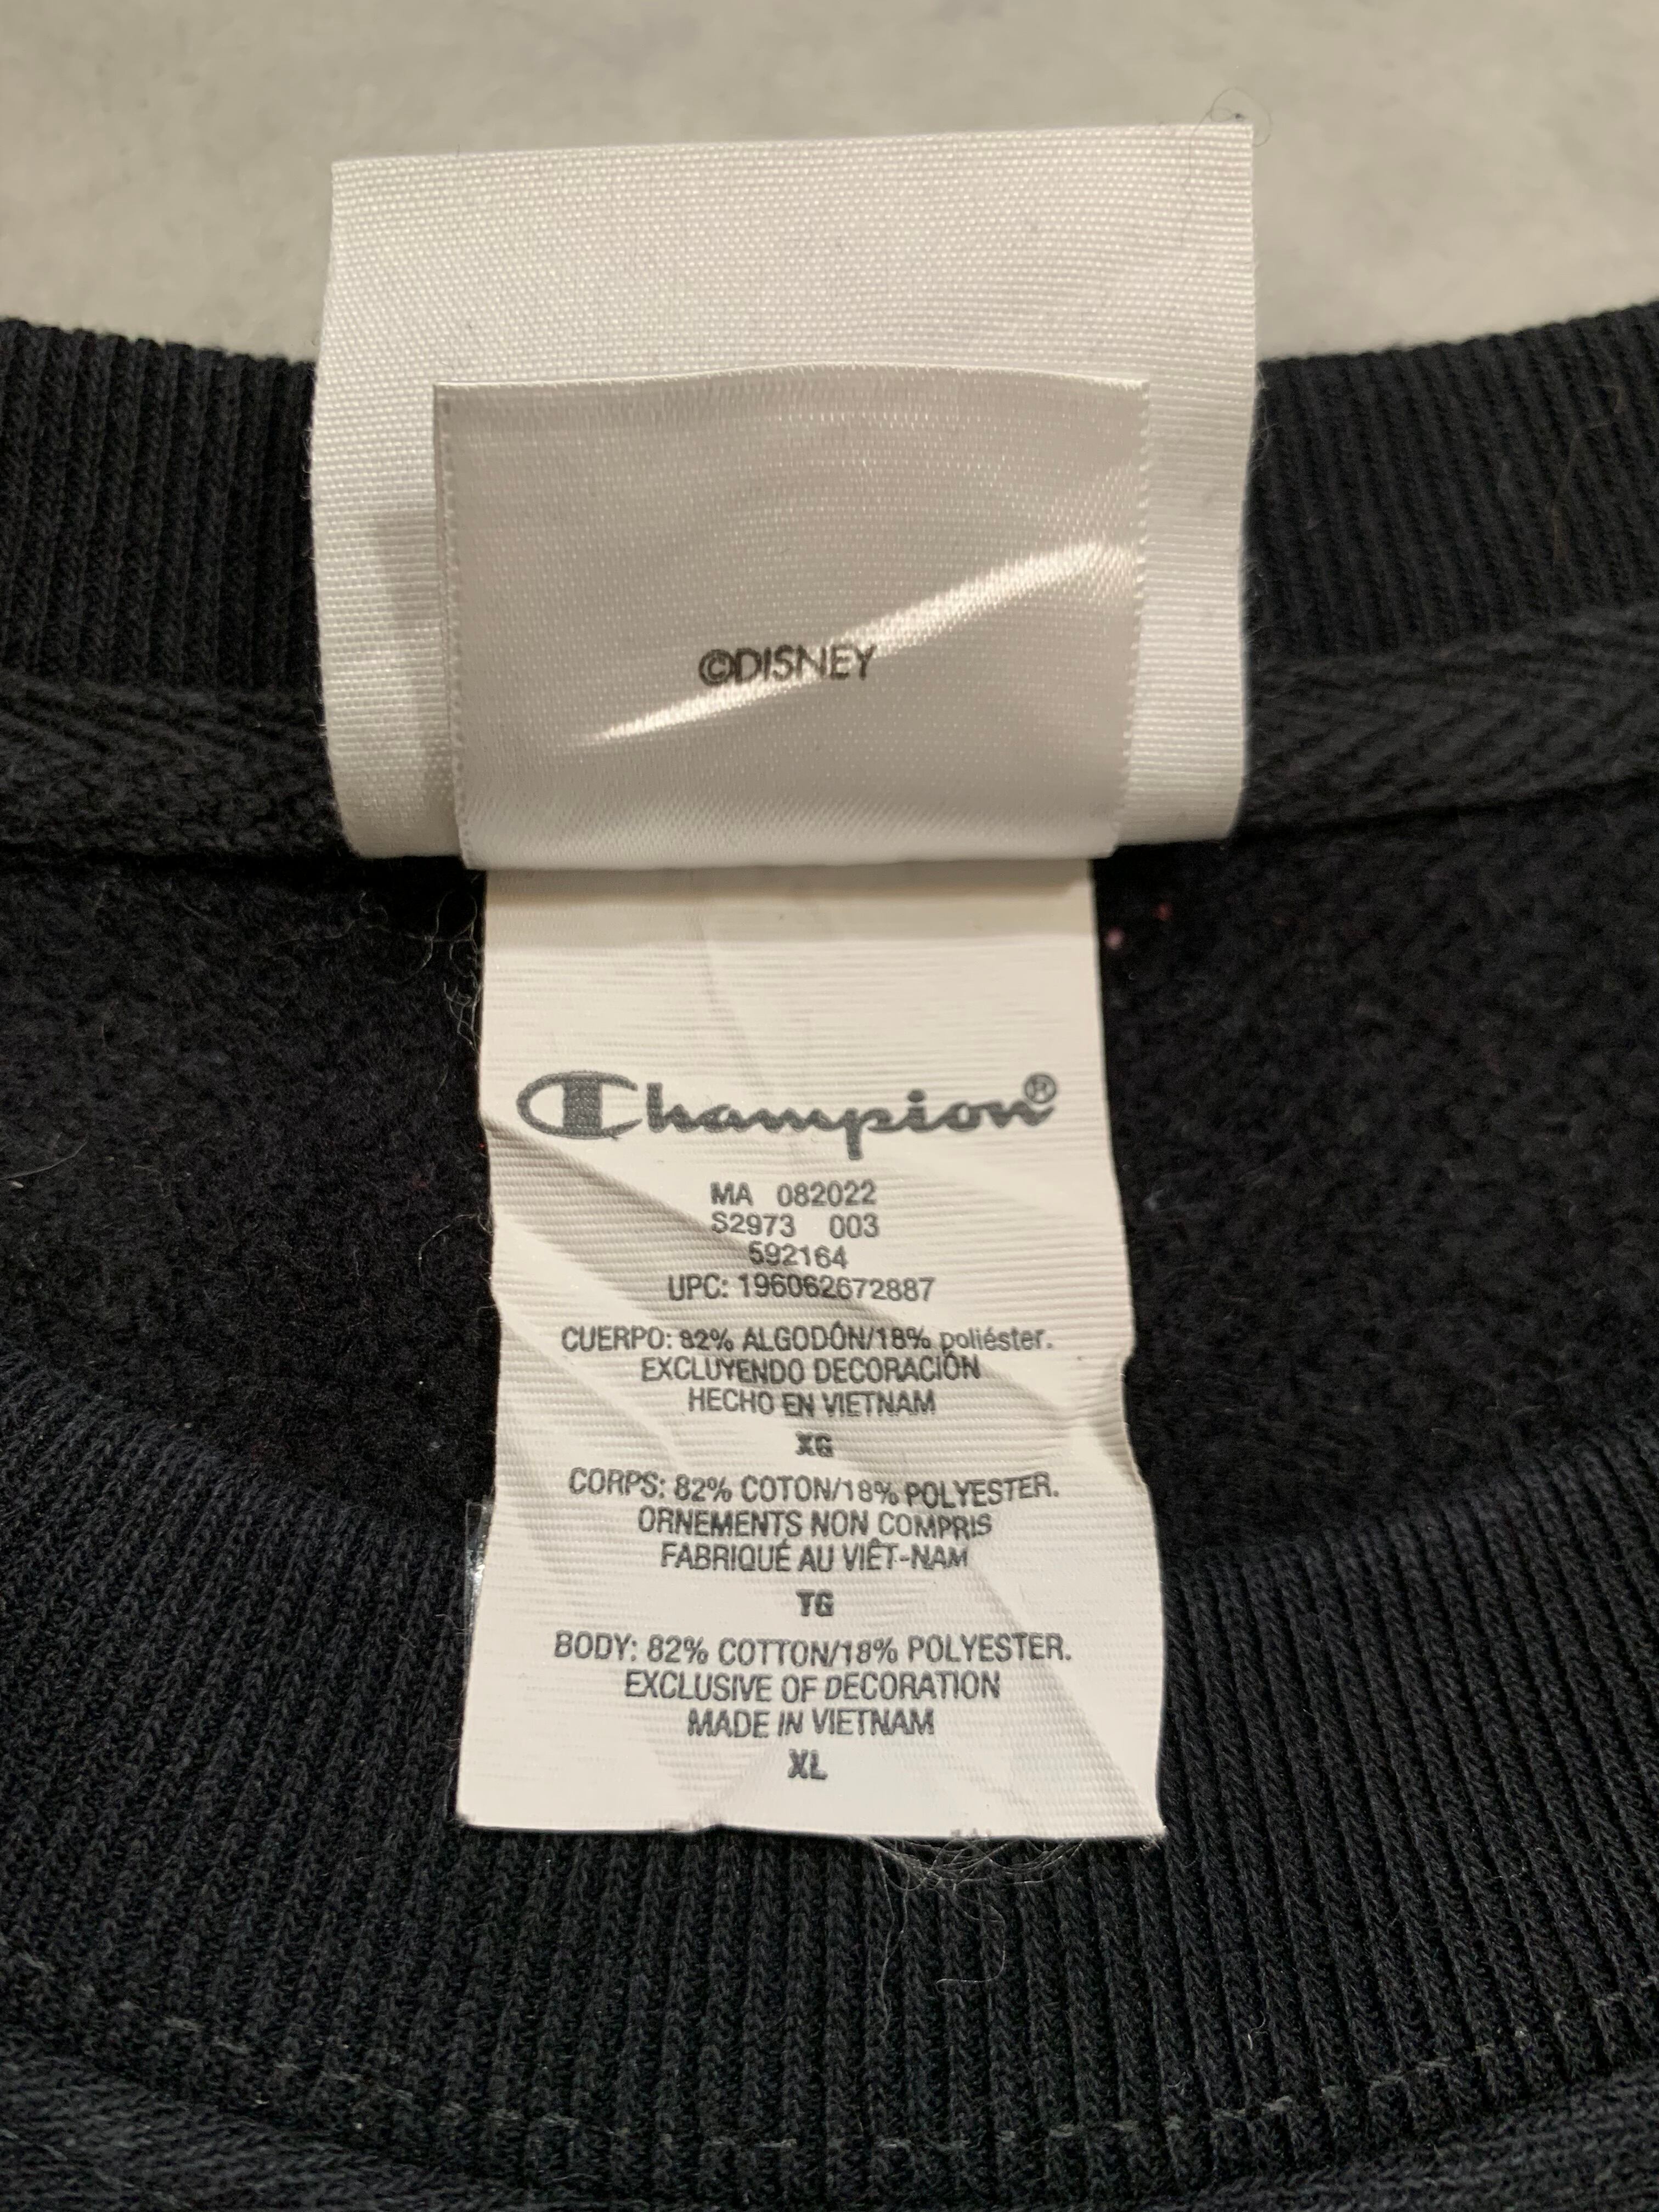 ©DISNEY
Champion®
MA 082022
S2973 003
592164
UPC: 196062672887
CUERPO: 82% ALGODÓN/18% poliéster.
EXCLUYENDO DECORACIÓN
HECHO EN VIETNAM
XG
CORPS: 82% COTON/18% POLYESTER.
ORNEMENTS NON COMPRIS
FABRIQUÉ AU VIÊT-NAM
TG
BODY: 82% COTTON/18% POLYESTER.
EXCLUSIVE OF DECORATION
MADE IN VIETNAM
XL